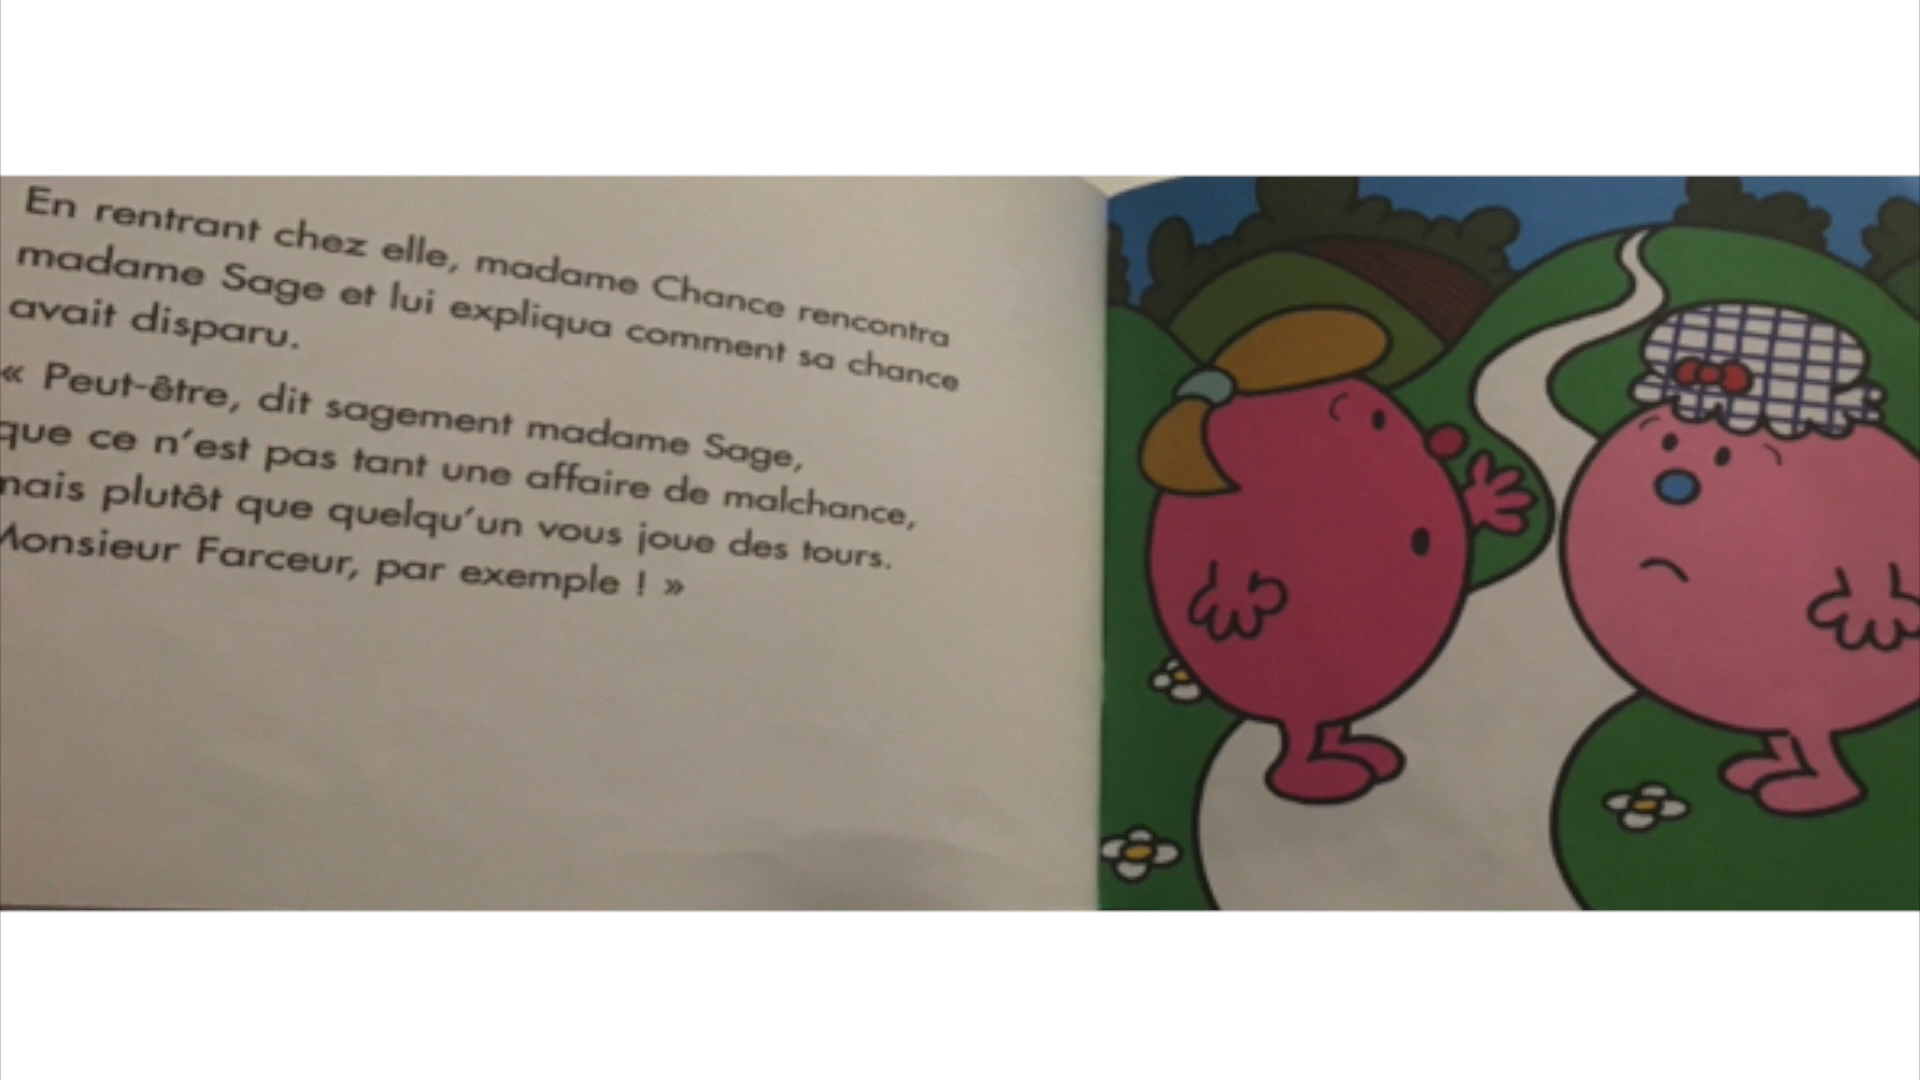 En rentrant chez elle, madame Chance rencontra
madame Sage et lui expliqua comment sa chance
avait disparu.
« Peut-être, dit sagement madame Sage,
que ce n'est pas tant une affaire de malchance,
mais plutôt que quelqu'un vous joue des tours.
Monsieur Farceur, par exemple ! »